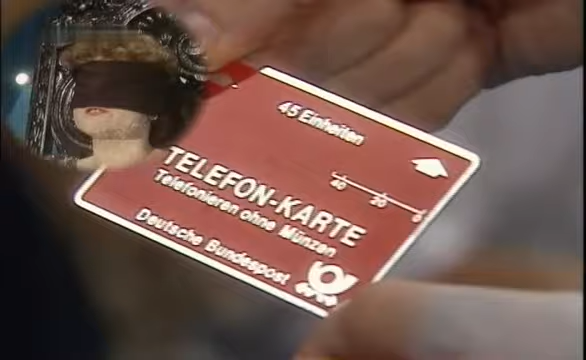 45 Einheiten
40 20 0
TELEFON-KARTE
Telefonieren ohne Münzen
Deutsche Bundespost